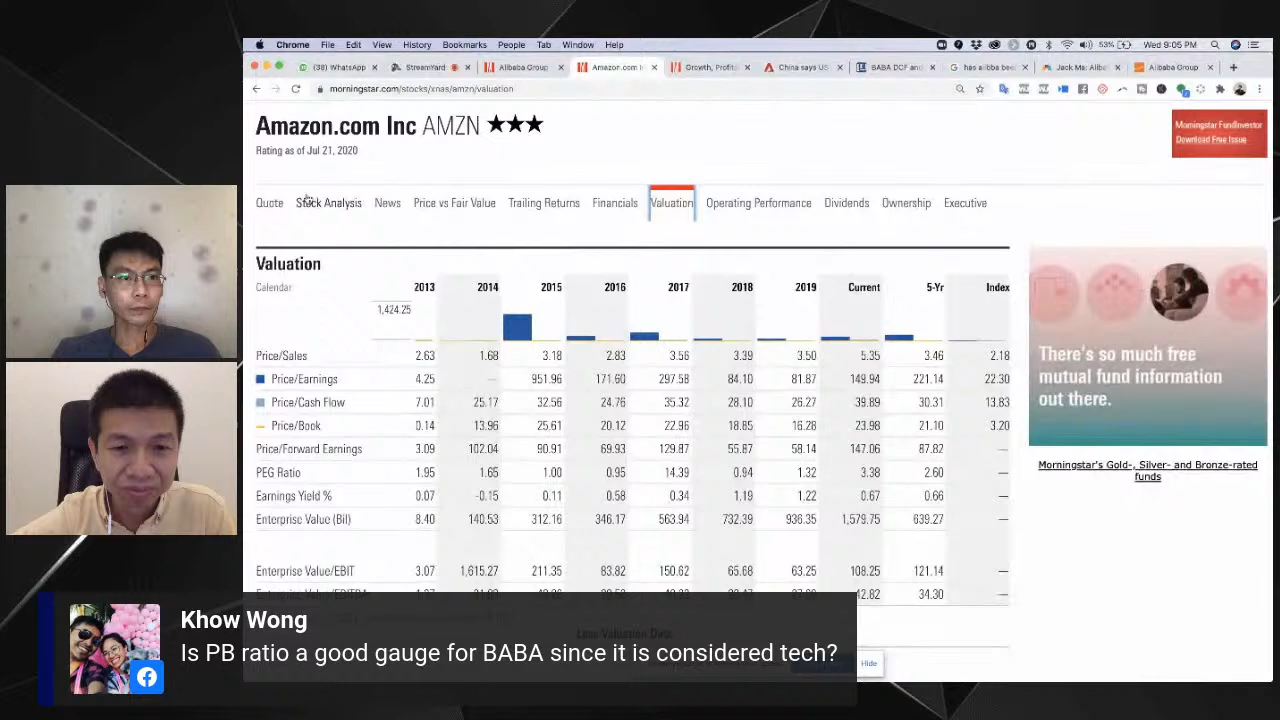 Chrome File Edit View History Bookmarks People Tab Window Help 53% Wed 9:05 PM
(38) WhatsApp StreamYard Alibaba Group Amazon.com I Growth, Profit China says US BABA DCF and has alibba bee Jack Ma: Alibe Alibaba Group
morningstar.com/stocks/xnas/amzn/valuation
Amazon.com Inc AMZN ★★★
Rating as of Jul 21, 2020
Morningstar FundInvestor
Download Free Issue
Quote Stock Analysis News Price vs Fair Value Trailing Returns Financials Valuation Operating Performance Dividends Ownership Executive
Valuation
Calendar 2013 2014 2015 2016 2017 2018 2019 Current 5-Yr Index
1,424.25
Price/Sales 2.63 1.68 3.18 2.83 3.56 3.39 3.50 5.35 3.46 2.18
Price/Earnings 4.25 — 951.96 171.60 297.58 84.10 81.87 149.94 221.14 22.30
Price/Cash Flow 7.01 25.17 32.56 24.76 35.32 28.10 26.27 39.89 30.31 13.83
Price/Book 0.14 13.96 25.61 20.12 22.96 18.85 16.28 23.98 21.10 3.20
Price/Forward Earnings 3.09 102.04 55.81 69.93 129.87 55.87 58.14 147.06 87.82 —
PEG Ratio 1.95 1.65 1.00 0.95 14.39 0.94 1.32 3.38 2.60 —
Earnings Yield % 0.07 -0.15 0.11 0.58 0.34 1.19 1.22 0.67 0.66 —
Enterprise Value (Bil) 8.40 140.53 312.16 346.17 563.94 732.39 936.35 1,579.75 639.27 —
Enterprise Value/EBIT 3.07 1,615.27 211.35 83.82 150.62 65.68 63.25 108.25 121.14 —
Enterprise Value/EBITDA 42.82 34.30 —
Less Valuation Data
Hide
There's so much free
mutual fund information
out there.
Morningstar's Gold-, Silver- and Bronze-rated
funds
Khow Wong
Is PB ratio a good gauge for BABA since it is considered tech?